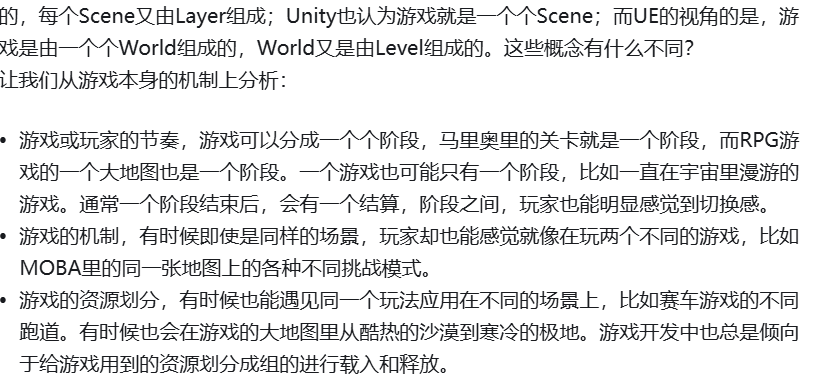 的，每个Scene又由Layer组成；Unity也认为游戏就是一个个Scene；而UE的视角的是，游
戏是由一个个World组成的，World又是由Level组成的。这些概念有什么不同？
让我们从游戏本身的机制上分析：
• 游戏或玩家的节奏，游戏可以分成一个个阶段，马里奥里的关卡就是一个阶段，而RPG游
戏的一个大地图也是一个阶段。一个游戏也可能只有一个阶段，比如一直在宇宙里漫游的
游戏。通常一个阶段结束后，会有一个结算，阶段之间，玩家也能明显感觉到切换感。
• 游戏的机制，有时候即使是同样的场景，玩家却也能感觉就像在玩两个不同的游戏，比如
MOBA里的同一张地图上的各种不同挑战模式。
• 游戏的资源划分，有时候也能遇见同一个玩法应用在不同的场景上，比如赛车游戏的不同
跑道。有时候也会在游戏的大地图里从酷热的沙漠到寒冷的极地。游戏开发中也总是倾向
于给游戏用到的资源划分成组的进行载入和释放。